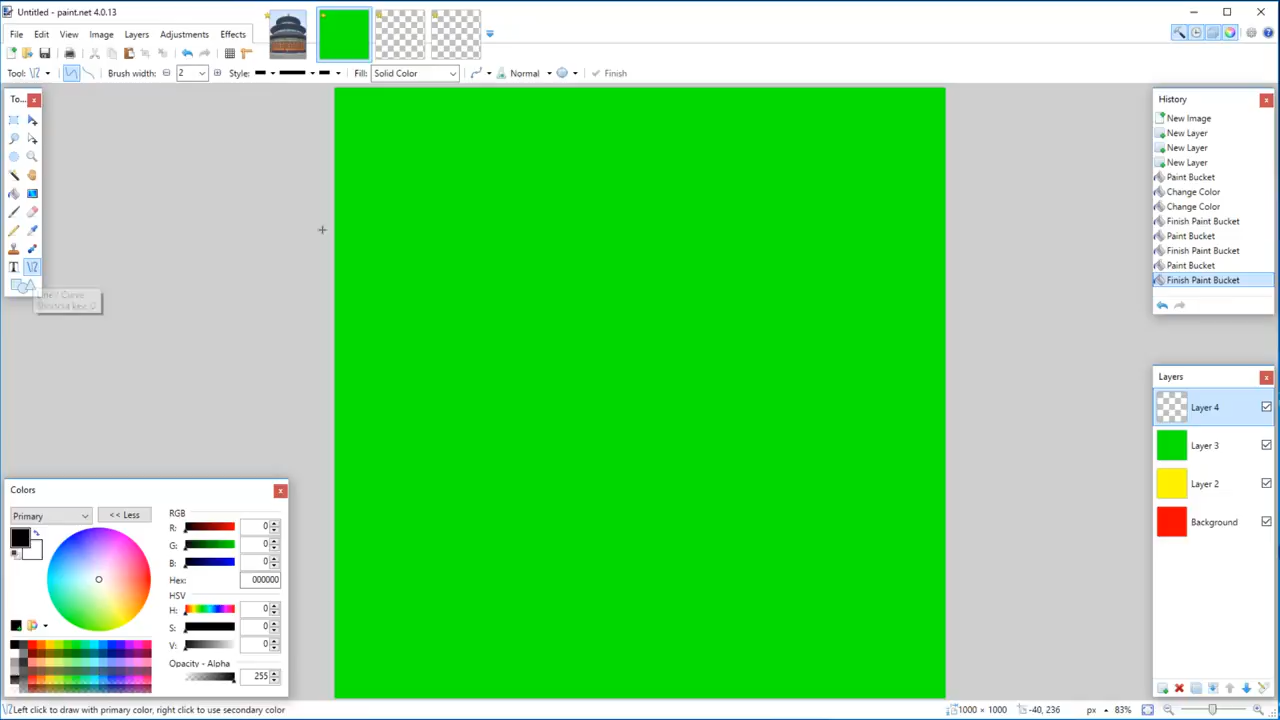 Untitled - paint.net 4.0.13
File Edit View Image Layers Adjustments Effects
Tool: Brush width: 2 Style: Fill: Solid Color Normal Finish
To...
Line / Curve
History
New Image
New Layer
New Layer
New Layer
Paint Bucket
Change Color
Change Color
Finish Paint Bucket
Paint Bucket
Finish Paint Bucket
Paint Bucket
Finish Paint Bucket
Layers
Layer 4
Layer 3
Layer 2
Background
Colors
Primary << Less
RGB
R: 0
G: 0
B: 0
Hex: 000000
HSV
H: 0
S: 0
V: 0
Opacity - Alpha
255
Left click to draw with primary color, right click to use secondary color 1000 × 1000 -40, 236 px 83%